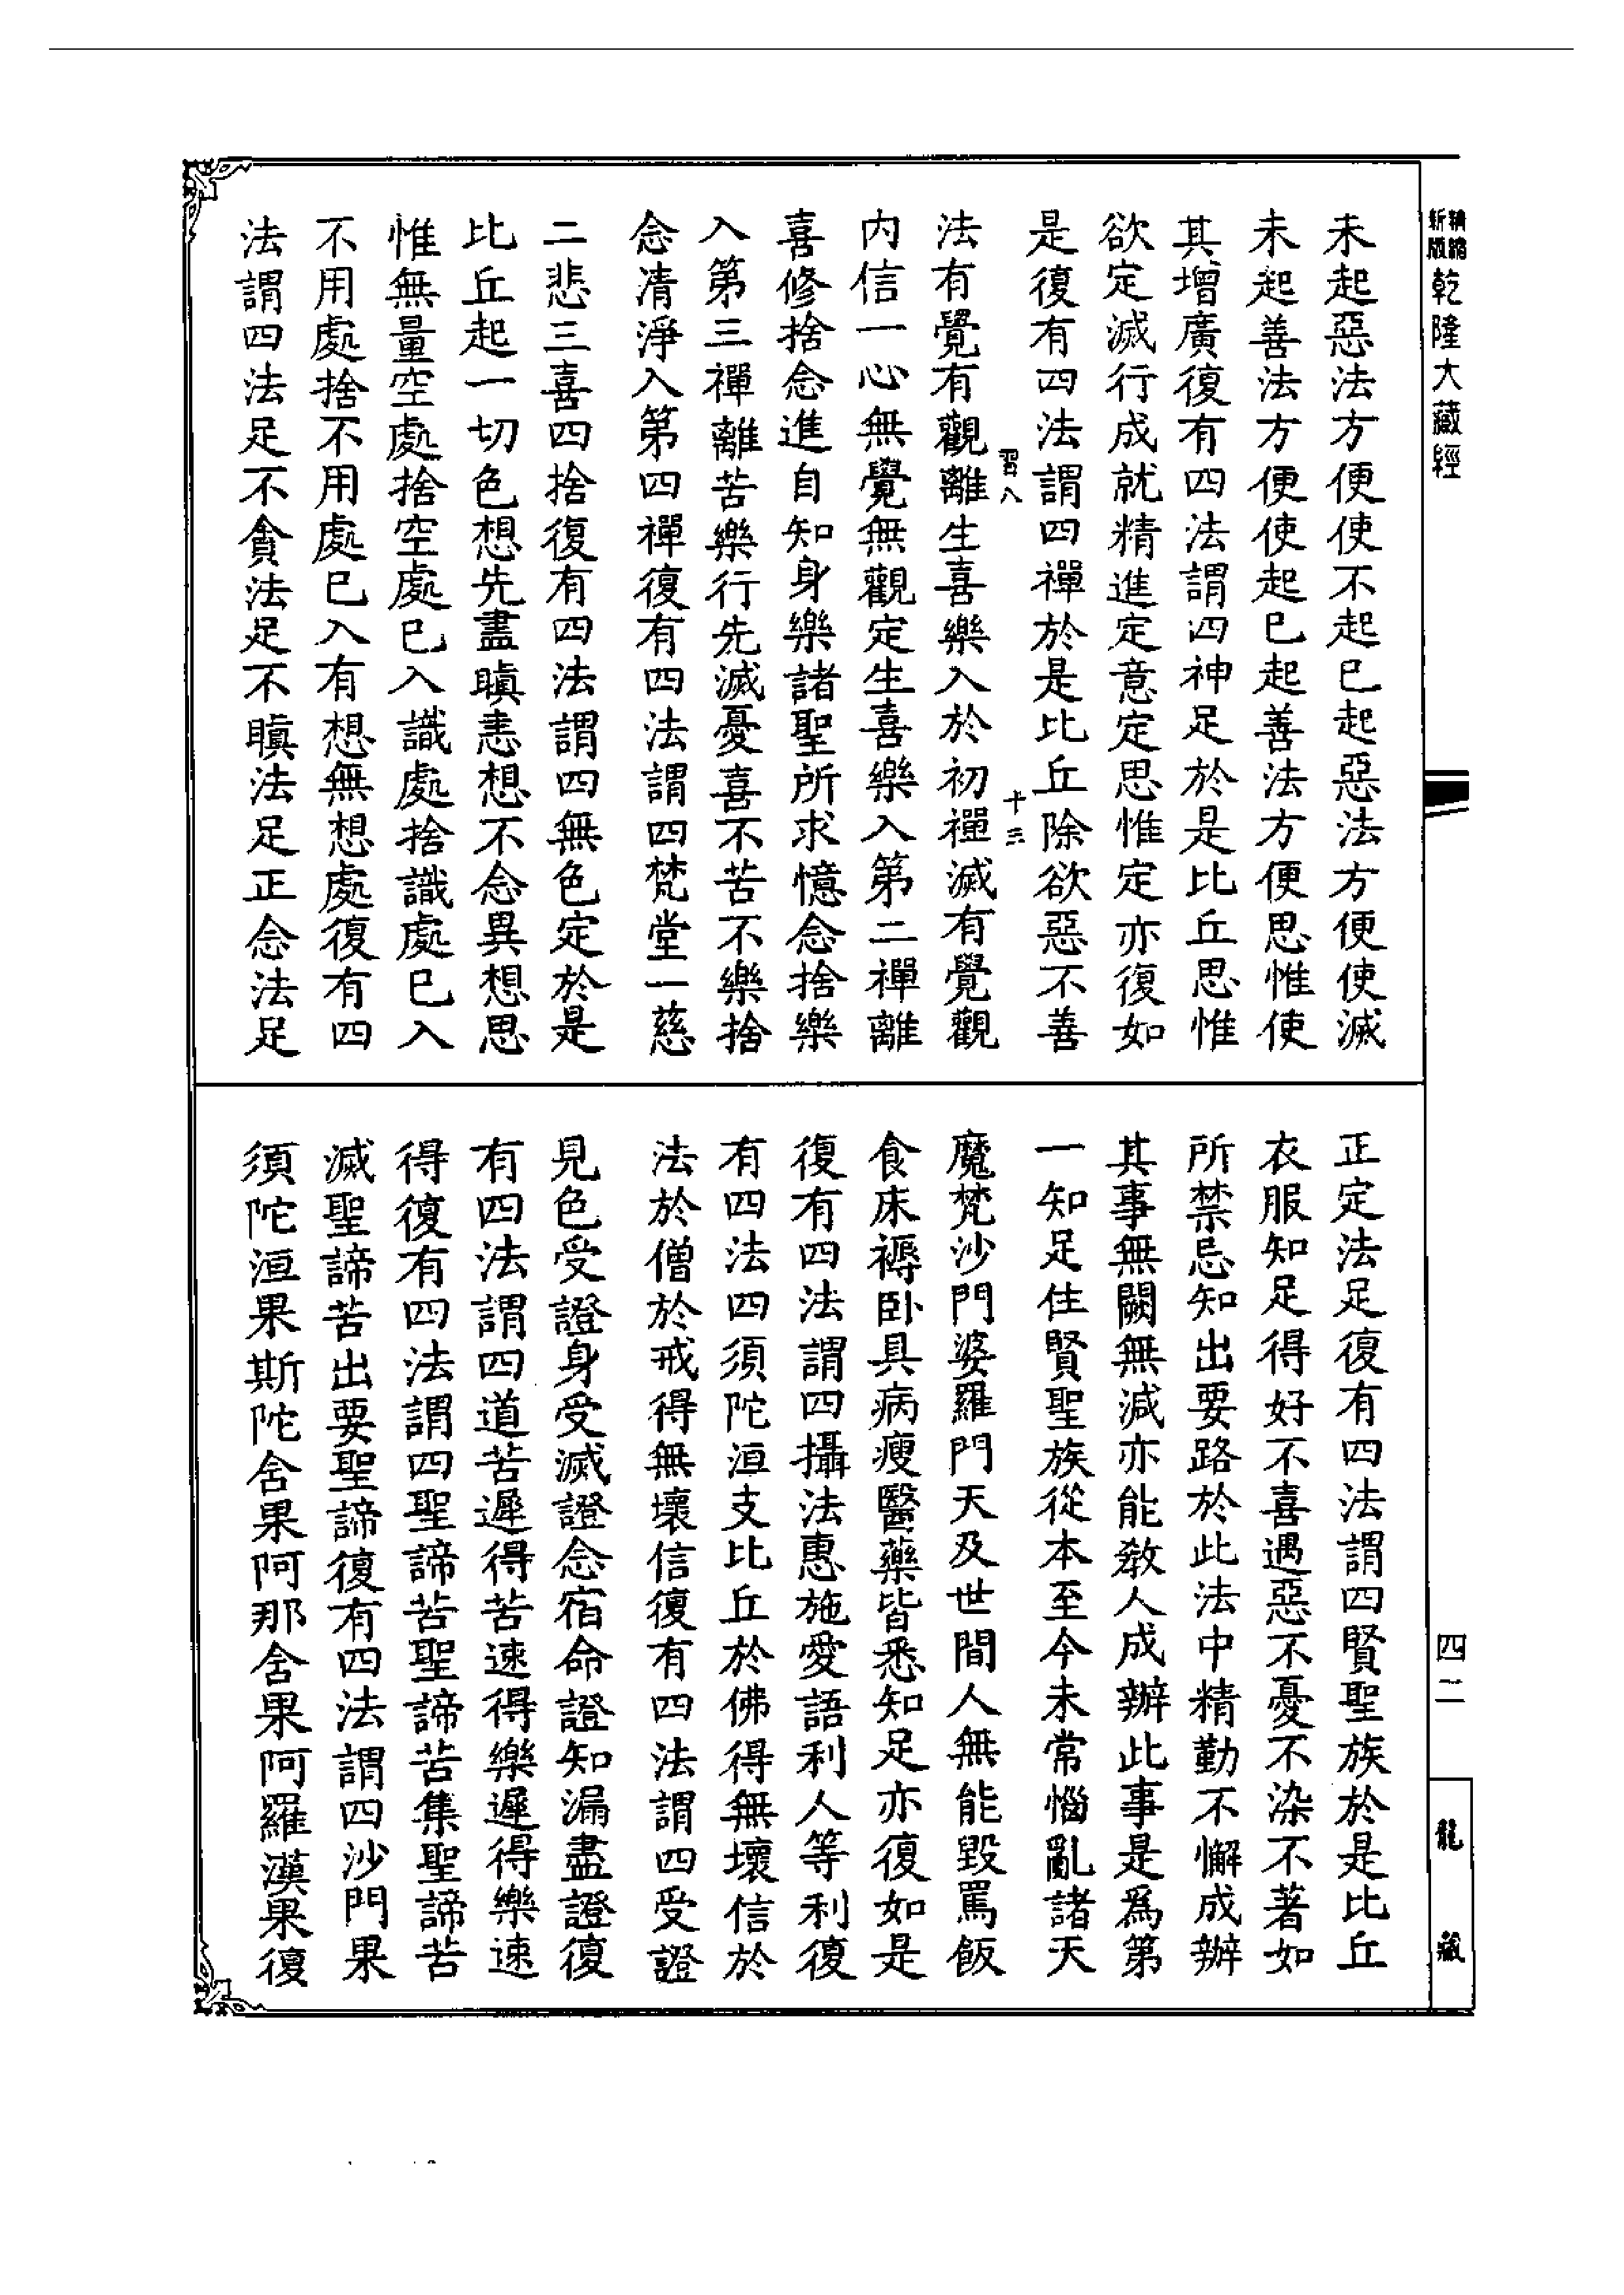 精縮新版乾隆大藏經
未起惡法方便使不起已起惡法方便使滅
未起善法方便使起已起善法方便思惟使
其增廣復有四法謂四神足於是比丘思惟
欲定滅行成就精進定意定思惟定亦復如
是復有四法謂四禪於是比丘除欲惡不善
習八 十三
法有覺有觀離生喜樂入於初禪滅有覺觀
內信一心無覺無觀定生喜樂入第二禪離
喜修捨念進自知身樂諸聖所求憶念捨樂
入第三禪離苦樂行先滅憂喜不苦不樂捨
念清淨入第四禪復有四法謂四梵堂一慈
二悲三喜四捨復有四法謂四無色定於是
比丘起一切色想先盡瞋恚想不念異想思
惟無量空處捨空處已入識處捨識處已入
不用處捨不用處已入有想無想處復有四
法謂四法足不貪法足不瞋法足正念法足
正定法足復有四法謂四賢聖族於是比丘
衣服知足得好不喜遇惡不憂不染不著如
所禁忌知出要路於此法中精勤不懈成辦
其事無闕無減亦能教人成辦此事是為第
一知足住賢聖族從本至今未常惱亂諸天
魔梵沙門婆羅門天及世間人無能毀罵飯
食床褥臥具病瘦醫藥皆悉知足亦復如是
復有四法謂四攝法惠施愛語利人等利復
有四法四須陀洹支比丘於佛得無壞信於
法於僧於戒得無壞信復有四法謂四受證
見色受證身受滅證念宿命證知漏盡證復
有四法謂四道苦遲得苦速得樂遲得樂速
得復有四法謂四聖諦苦聖諦苦集聖諦苦
滅聖諦苦出要聖諦復有四法謂四沙門果
須陀洹果斯陀含果阿那含果阿羅漢果復
四二
龍藏